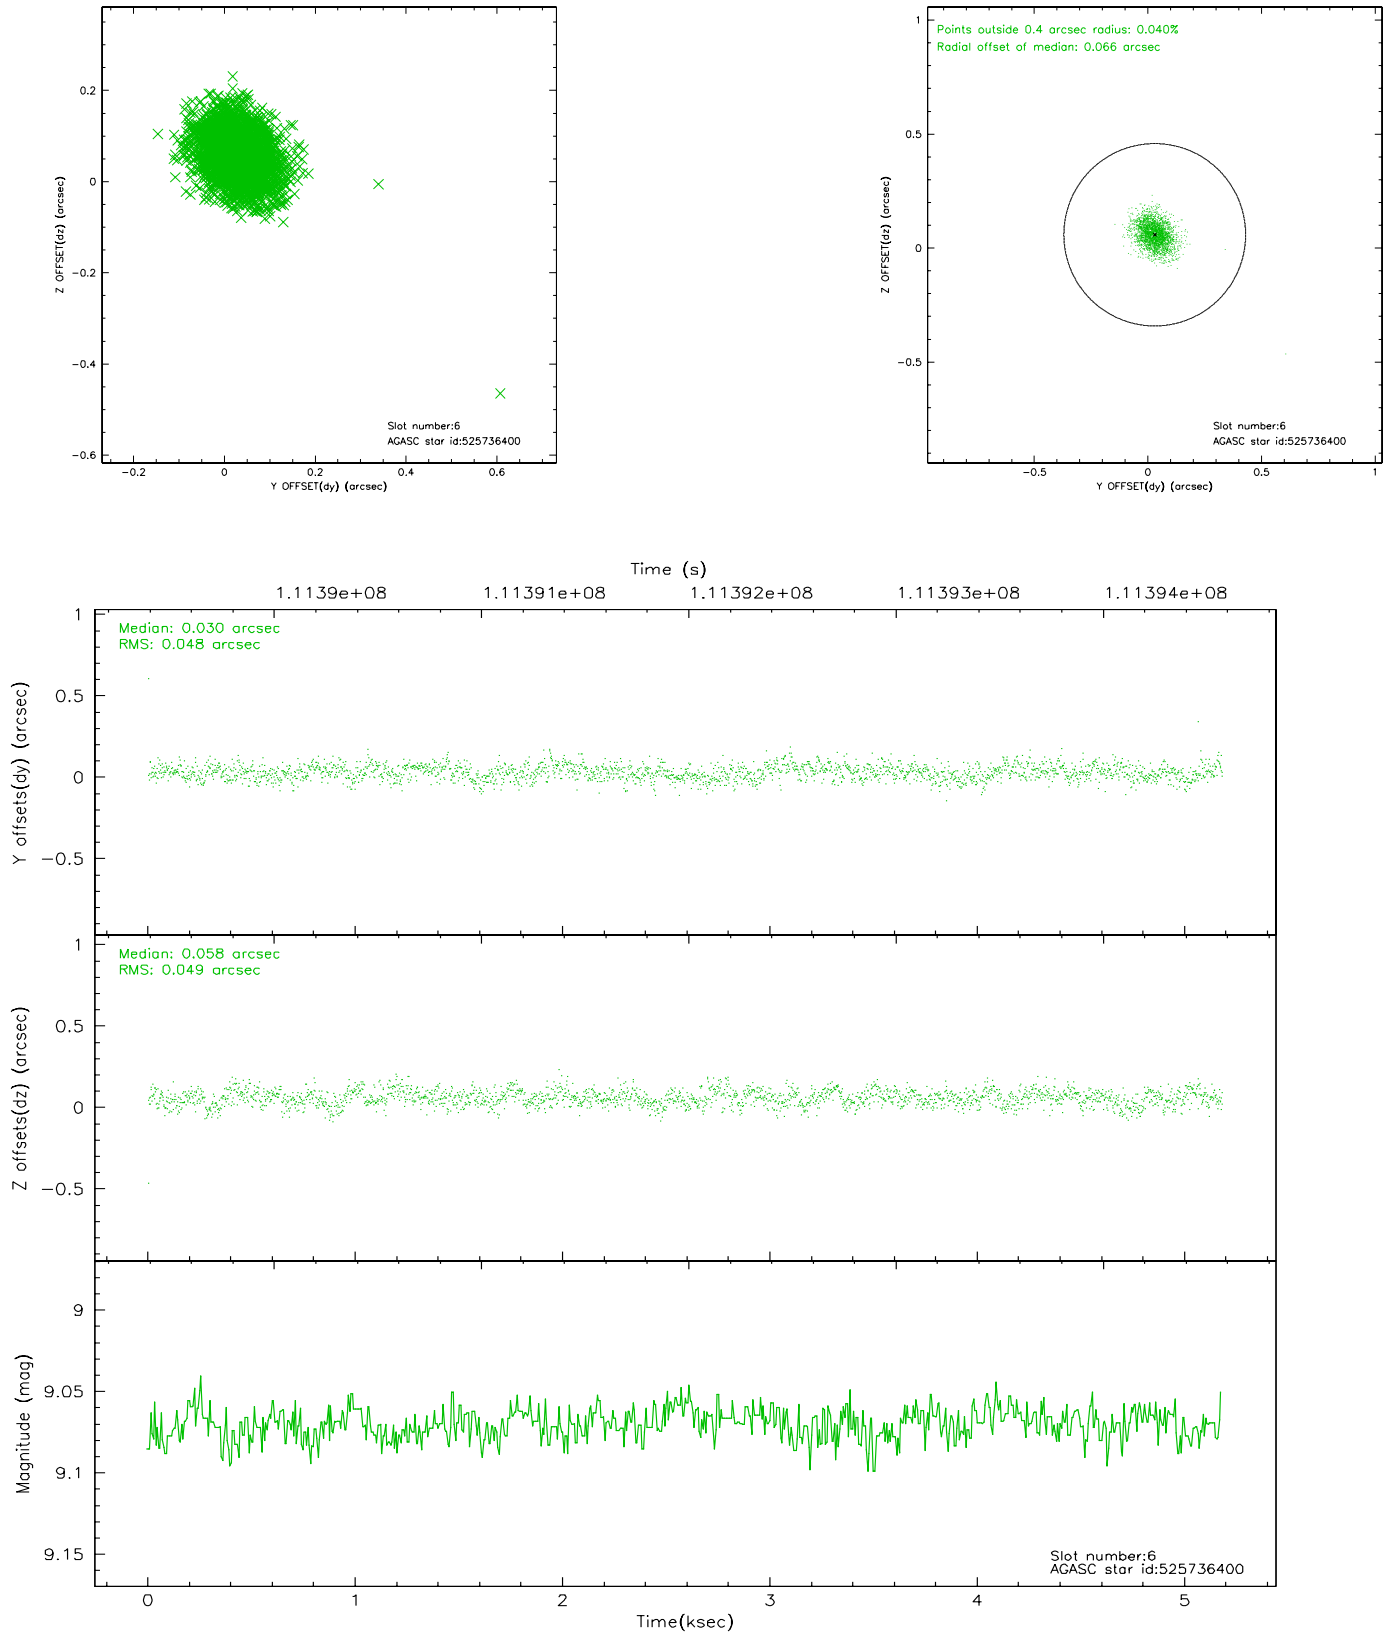 0.2
0
−0.2
−0.4
−0.6
Z OFFSET(dz) (arcsec)
Slot number:6
AGASC star id:525736400
−0.2 0 0.2 0.4 0.6
Y OFFSET(dy) (arcsec)
Points outside 0.4 arcsec radius: 0.040%
Radial offset of median: 0.066 arcsec
1
0.5
0
−0.5
Z OFFSET(dz) (arcsec)
Slot number:6
AGASC star id:525736400
−0.5 0 0.5 1
Y OFFSET(dy) (arcsec)
Time (s)
1.1139e+08 1.11391e+08 1.11392e+08 1.11393e+08 1.11394e+08
Median: 0.030 arcsec
RMS: 0.048 arcsec
1
0.5
0
−0.5
Y offsets(dy) (arcsec)
Median: 0.058 arcsec
RMS: 0.049 arcsec
1
0.5
0
−0.5
Z offsets(dz) (arcsec)
9
9.05
9.1
9.15
Magnitude (mag)
Slot number:6
AGASC star id:525736400
0 1 2 3 4 5
Time(ksec)